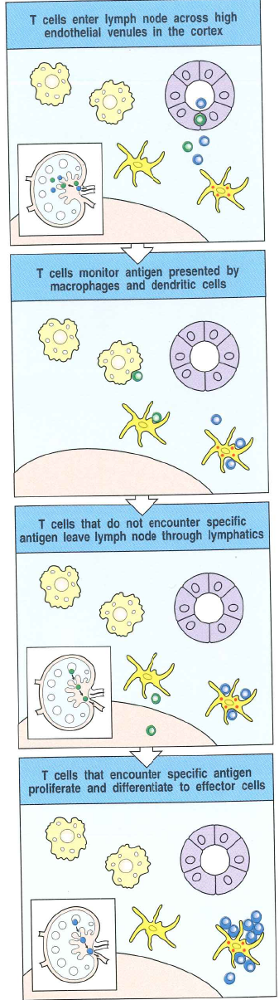 T cells enter lymph node across high
endothelial venules in the cortex
T cells monitor antigen presented by
macrophages and dendritic cells
T cells that do not encounter specific
antigen leave lymph node through lymphatics
T cells that encounter specific antigen
proliferate and differentiate to effector cells